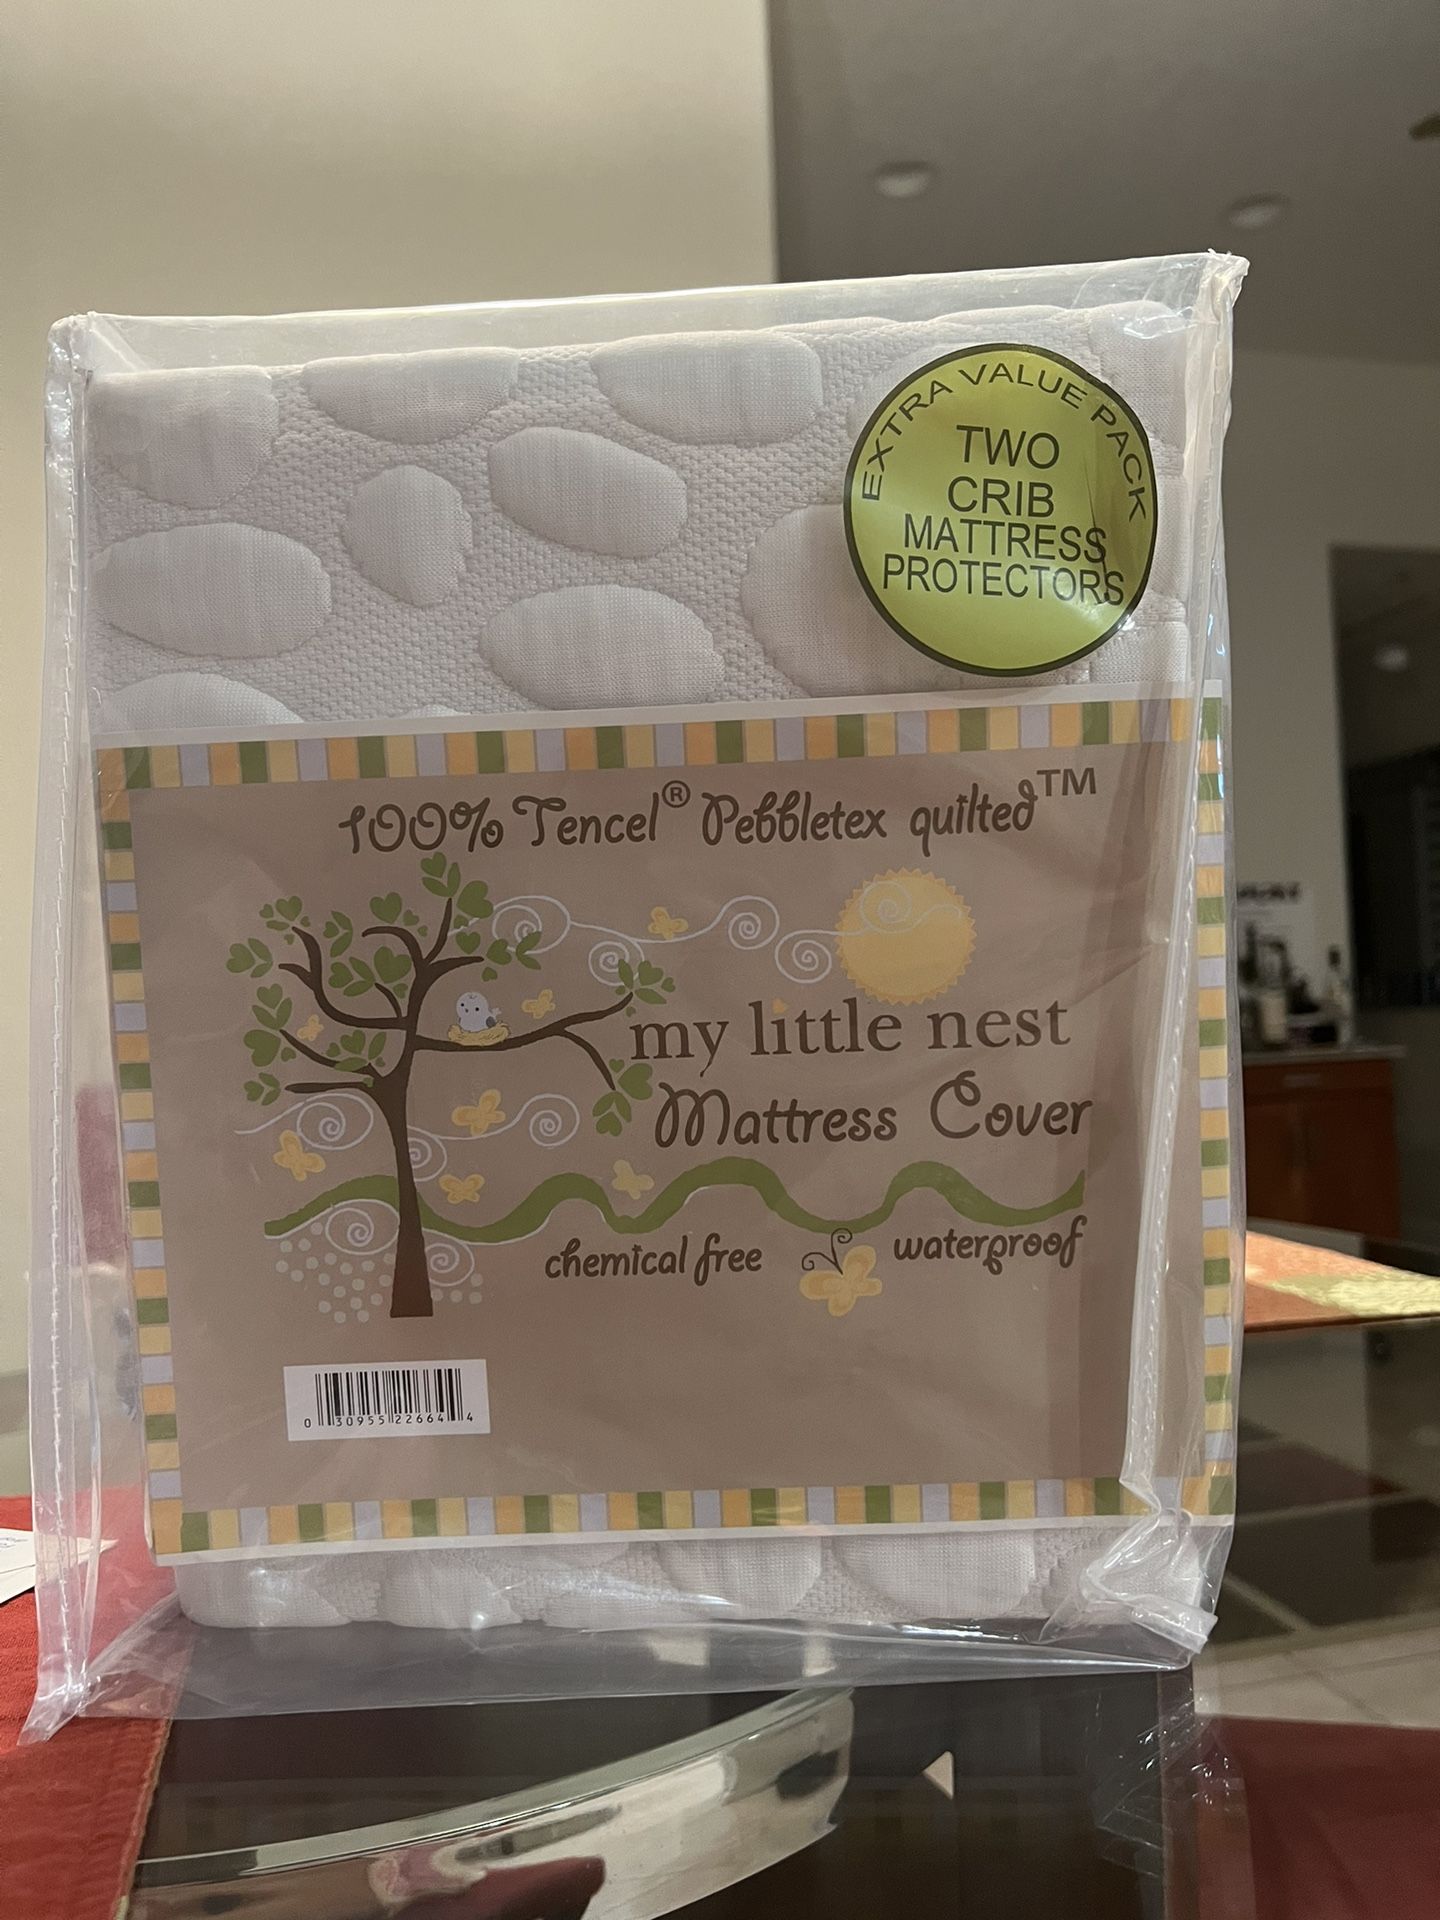 EXTRA VALUE PACK
TWO
CRIB
MATTRESS
PROTECTORS
100% Tencel® Pebbletex quilted™
my little nest
Mattress Cover
chemical free waterproof
0 30955 22664 4